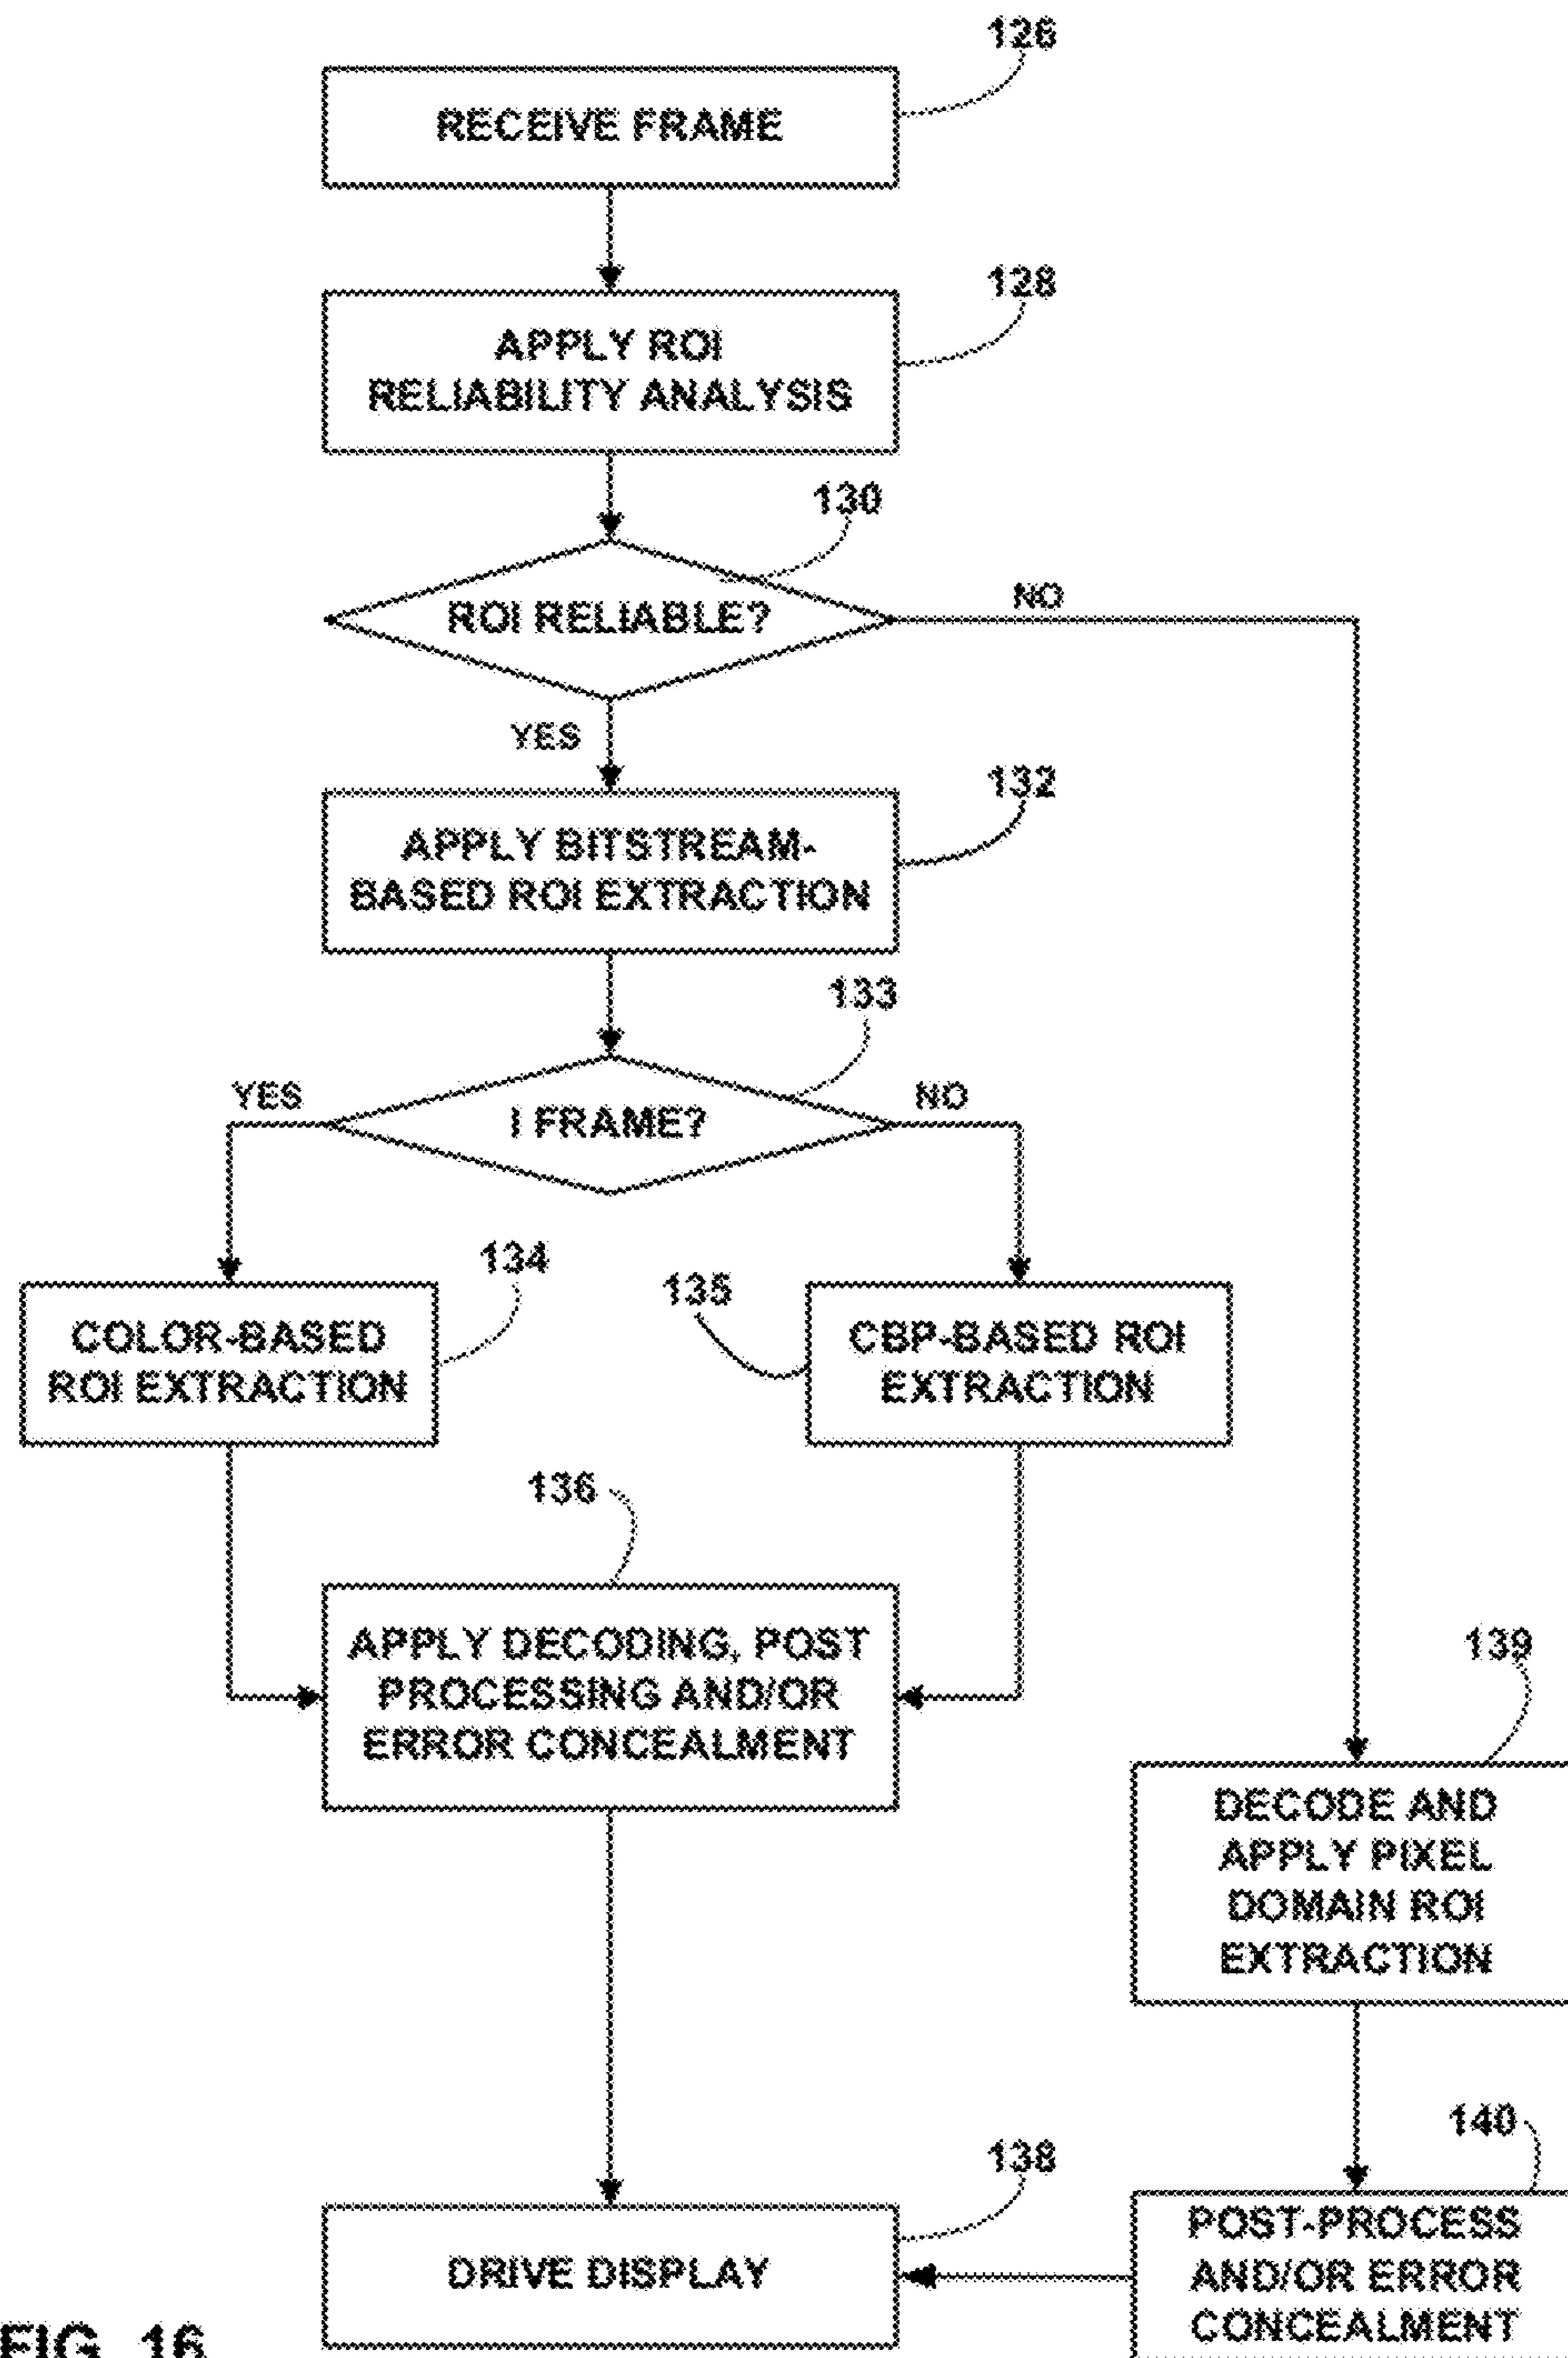 126
RECEIVE FRAME
128
APPLY ROI
RELIABILITY ANALYSIS
130
ROI RELIABLE?
NO
YES
132
APPLY BITSTREAM-
BASED ROI EXTRACTION
133
YES
I FRAME?
NO
134
COLOR-BASED
ROI EXTRACTION
135
CBP-BASED ROI
EXTRACTION
136
APPLY DECODING, POST
PROCESSING AND/OR
ERROR CONCEALMENT
139
DECODE AND
APPLY PIXEL
DOMAIN ROI
EXTRACTION
138
DRIVE DISPLAY
140
POST-PROCESS
AND/OR ERROR
CONCEALMENT
FIG. 16